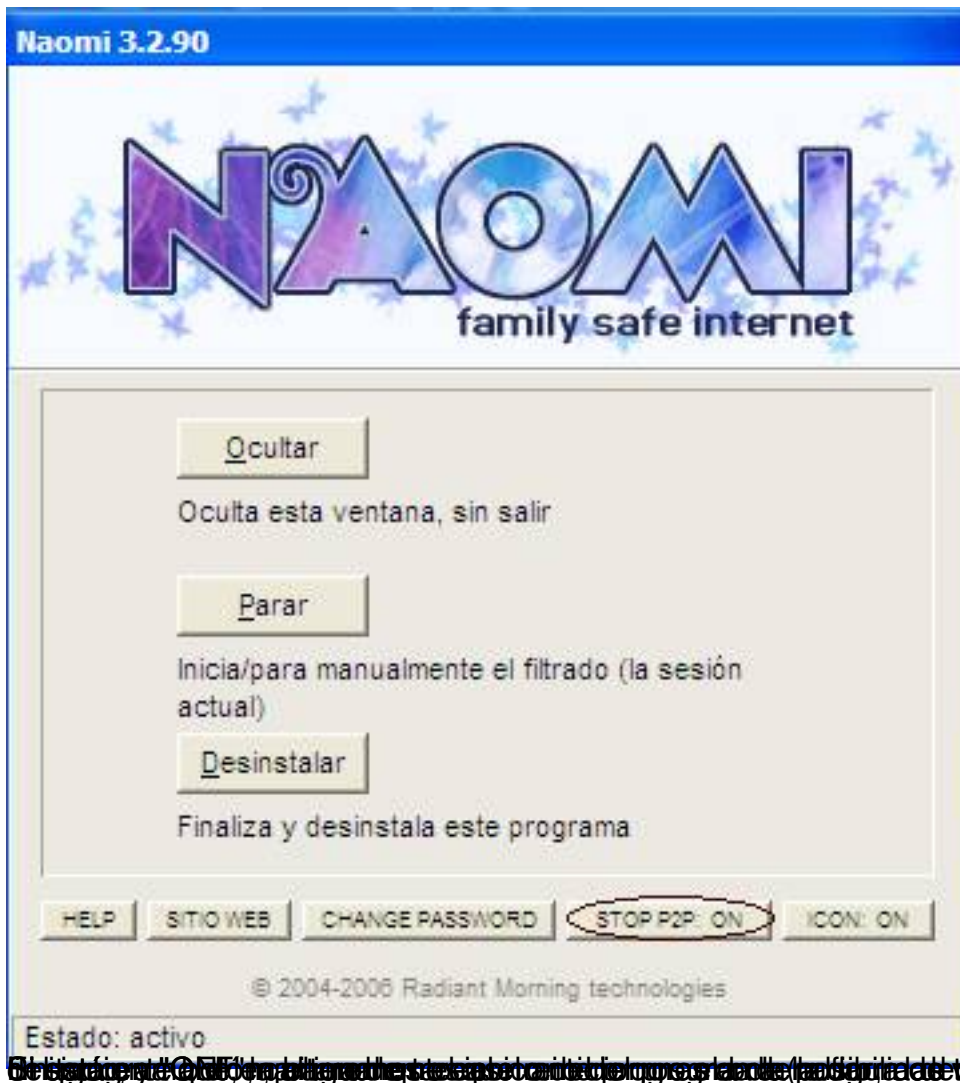 Naomi 3.2.90
NAOMI
family safe internet
Ocultar
Oculta esta ventana, sin salir
Parar
Inicia/para manualmente el filtrado (la sesión
actual)
Desinstalar
Finaliza y desinstala este programa
HELP SITIO WEB CHANGE PASSWORD STOP P2P: ON ICON: ON
© 2004-2006 Radiant Morning technologies
Estado: activo